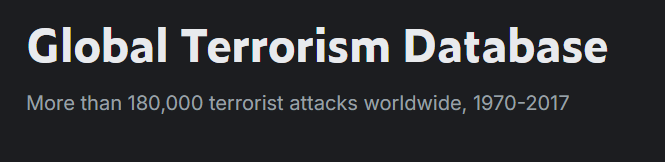 Global Terrorism Database
More than 180,000 terrorist attacks worldwide, 1970-2017